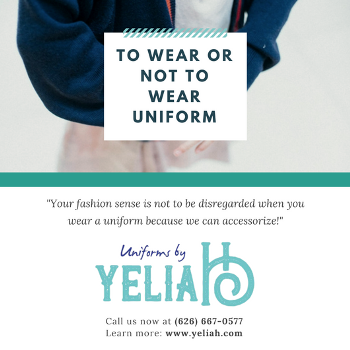 TO WEAR OR
NOT TO
WEAR
UNIFORM
"Your fashion sense is not to be disregarded when you
wear a uniform because we can accessorize!"
Uniforms by
YELIAH
Call us now at (626) 667-0577
Learn more: www.yeliah.com